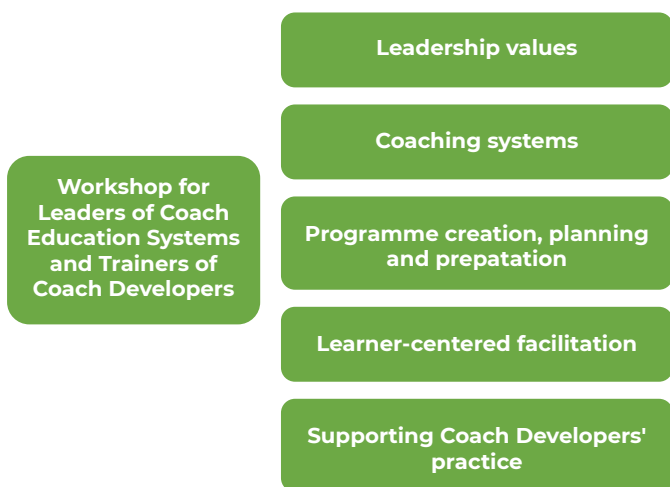 Workshop for
Leaders of Coach
Education Systems
and Trainers of
Coach Developers
Leadership values
Coaching systems
Programme creation, planning
and prepatation
Learner-centered facilitation
Supporting Coach Developers'
practice